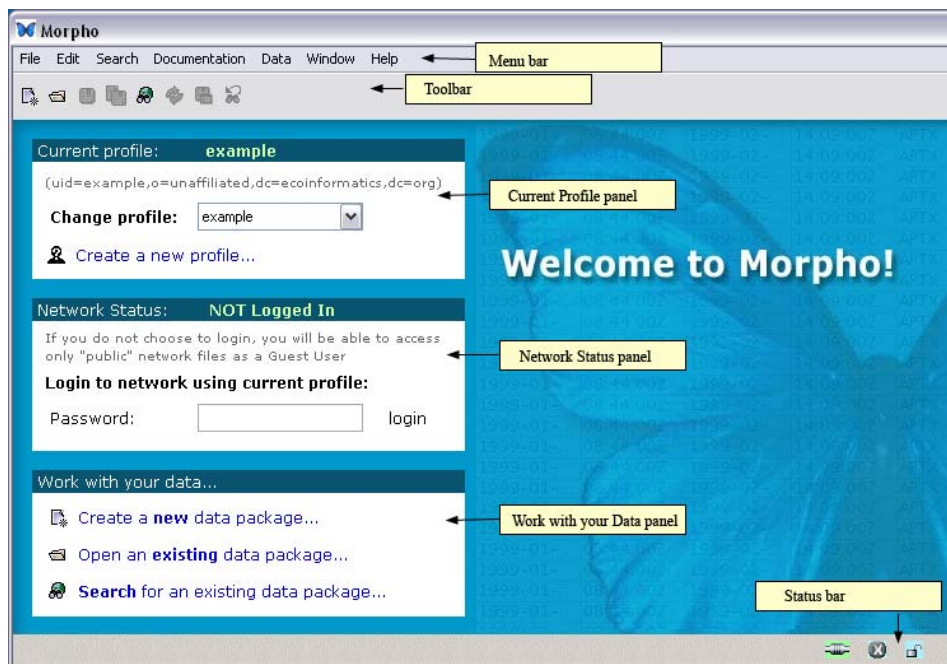 Morpho
File Edit Search Documentation Data Window Help
Menu bar
Toolbar
Current profile: example
(uid=example,o=unaffiliated,dc=ecoinformatics,dc=org)
Current Profile panel
Change profile: example
Create a new profile...
Welcome to Morpho!
Network Status: NOT Logged In
If you do not choose to login, you will be able to access
only "public" network files as a Guest User
Network Status panel
Login to network using current profile:
Password: login
Work with your data...
Create a new data package...
Work with your Data panel
Open an existing data package...
Search for an existing data package...
Status bar